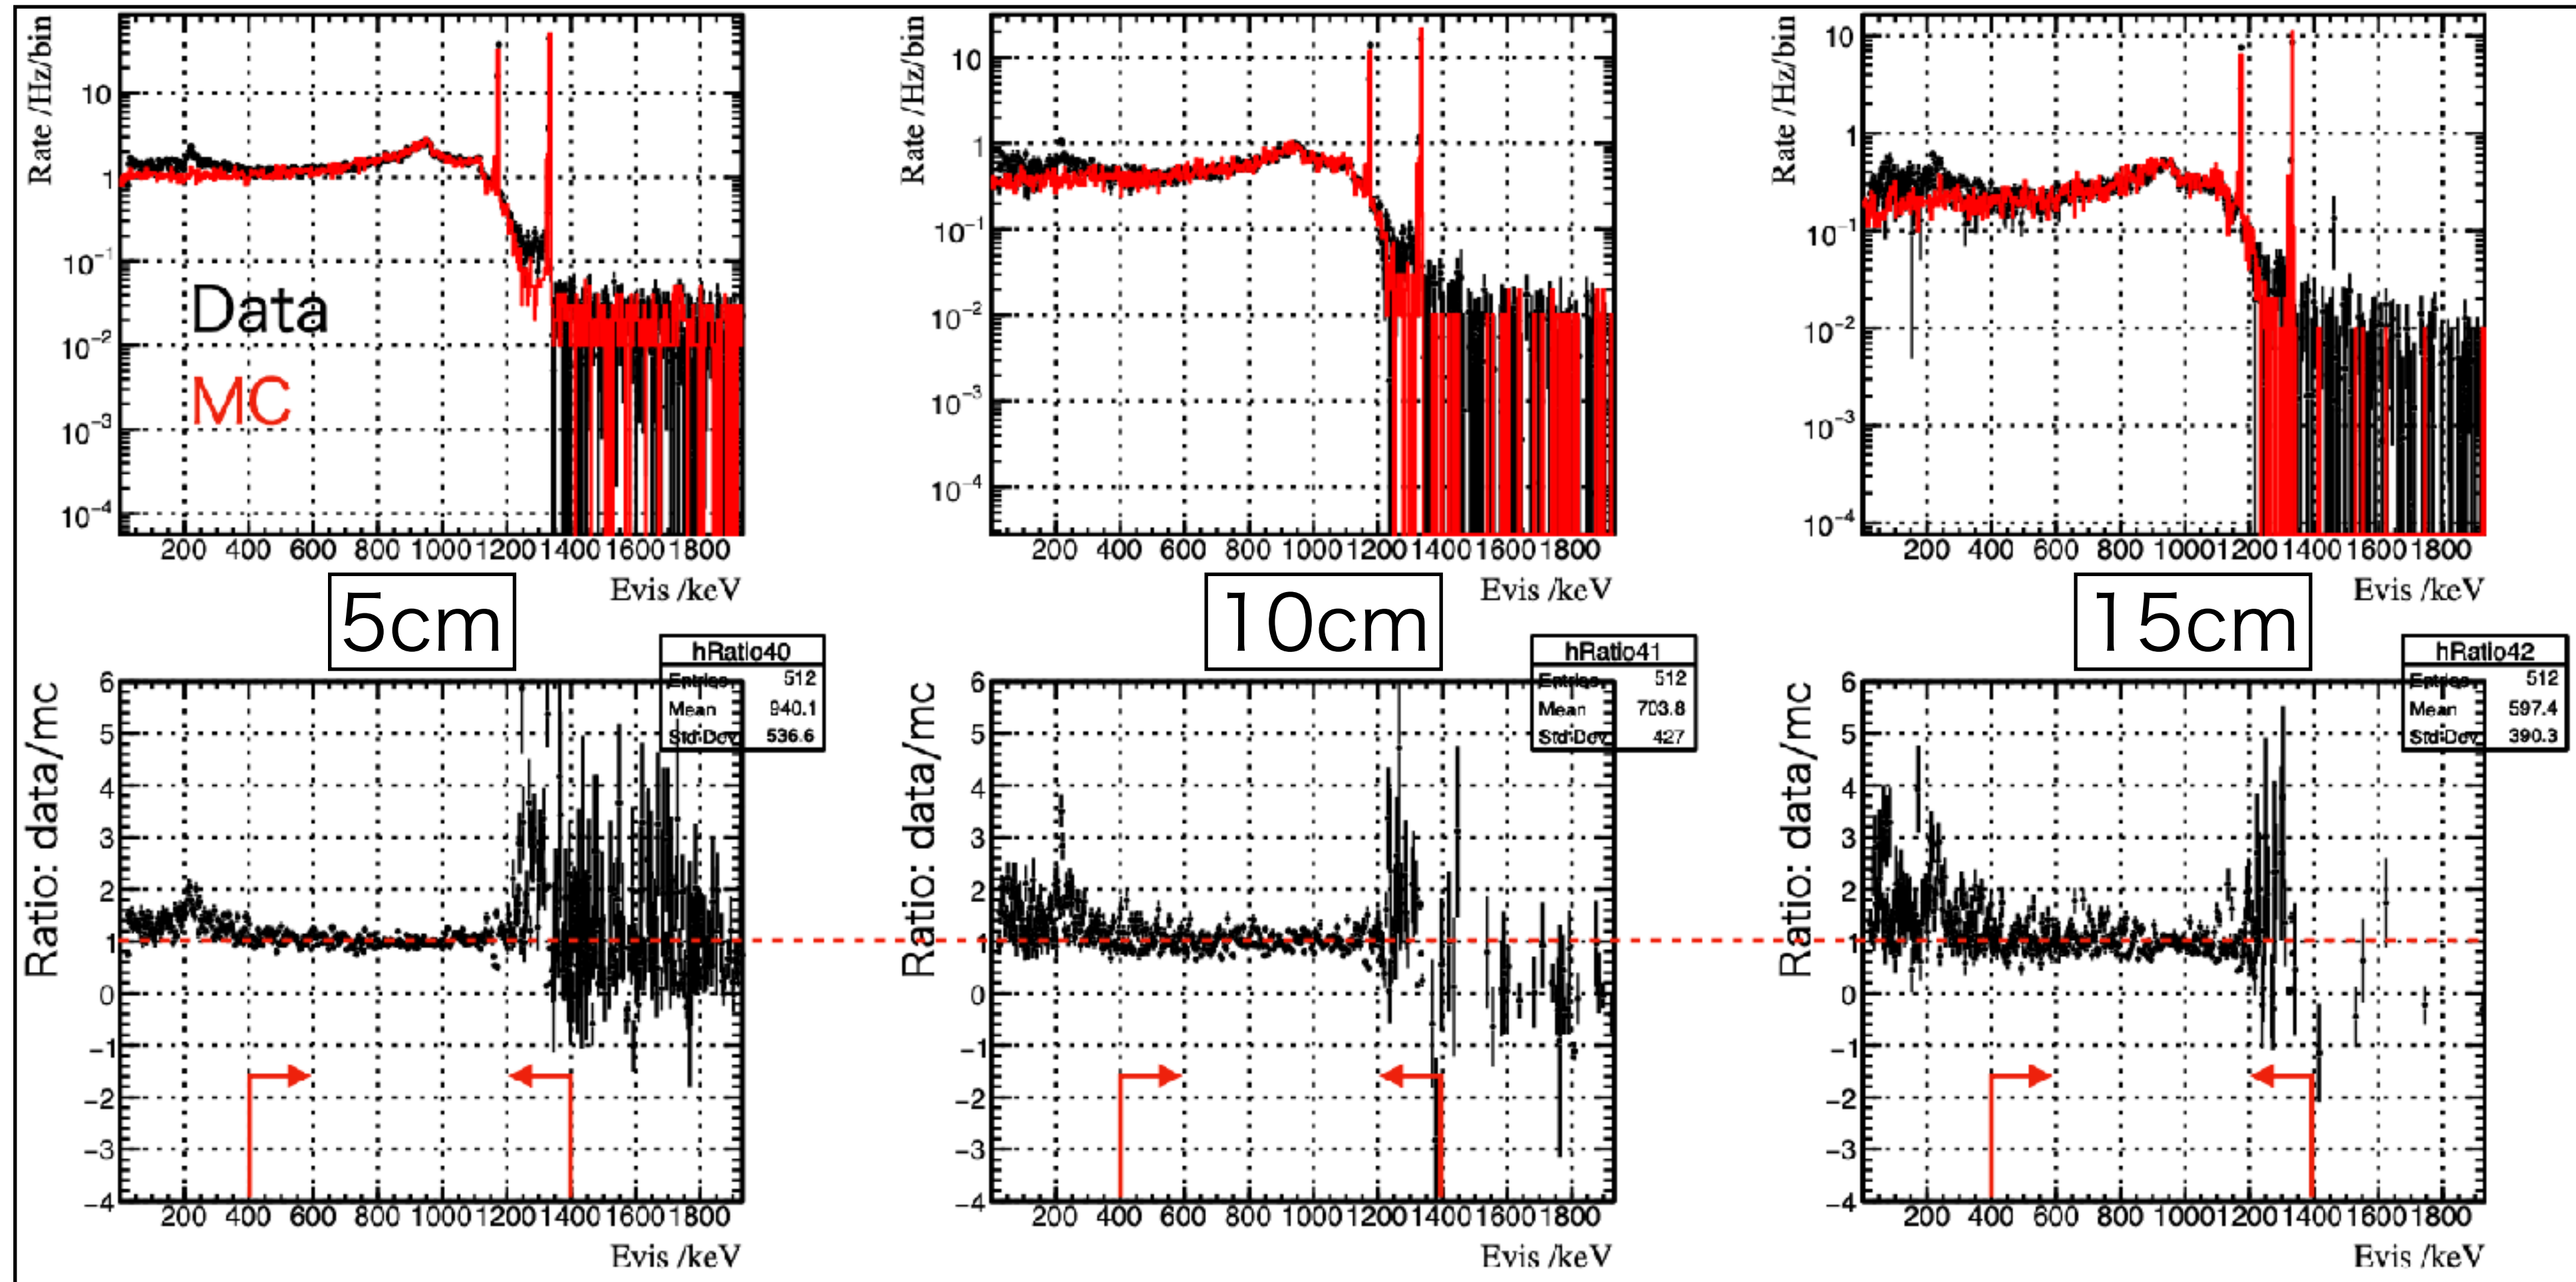 Rate /Hz/bin
10
1
10⁻¹
10⁻²
10⁻³
10⁻⁴
Data
MC
200 400 600 800 1000 1200 1400 1600 1800
Evis /keV
Rate /Hz/bin
10
1
10⁻¹
10⁻²
10⁻³
10⁻⁴
200 400 600 800 1000 1200 1400 1600 1800
Evis /keV
Rate /Hz/bin
10
1
10⁻¹
10⁻²
10⁻³
10⁻⁴
200 400 600 800 1000 1200 1400 1600 1800
Evis /keV
5cm
10cm
15cm
hRatio40
Entries 512
Mean 940.1
Std Dev 536.6
Ratio: data/mc
6
5
4
3
2
1
0
−1
−2
−3
−4
200 400 600 800 1000 1200 1400 1600 1800
Evis /keV
hRatio41
Entries 512
Mean 703.8
Std Dev 427
Ratio: data/mc
6
5
4
3
2
1
0
−1
−2
−3
−4
200 400 600 800 1000 1200 1400 1600 1800
Evis /keV
hRatio42
Entries 512
Mean 597.4
Std Dev 390.3
Ratio: data/mc
6
5
4
3
2
1
0
−1
−2
−3
−4
200 400 600 800 1000 1200 1400 1600 1800
Evis /keV